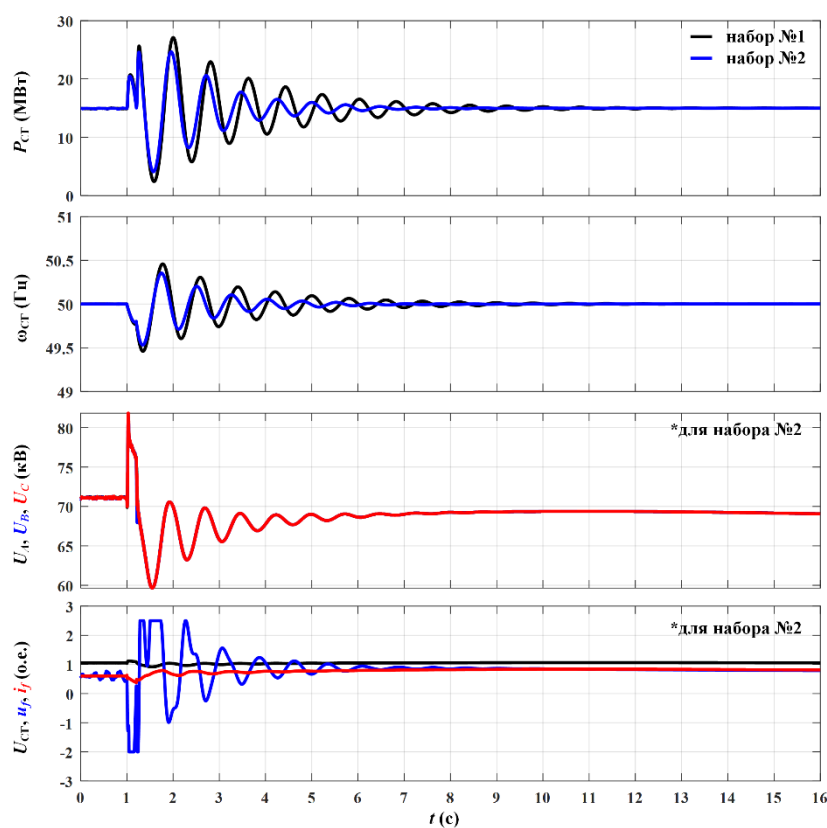 30
20
10
0
P_СТ (МВт)
набор №1
набор №2
51
50.5
50
49.5
49
ω_СТ (Гц)
80
75
70
65
60
U_A, U_B, U_C (кВ)
*для набора №2
3
2
1
0
-1
-2
-3
U_СТ, u_f, i_f (о.е.)
*для набора №2
0 1 2 3 4 5 6 7 8 9 10 11 12 13 14 15 16
t (с)